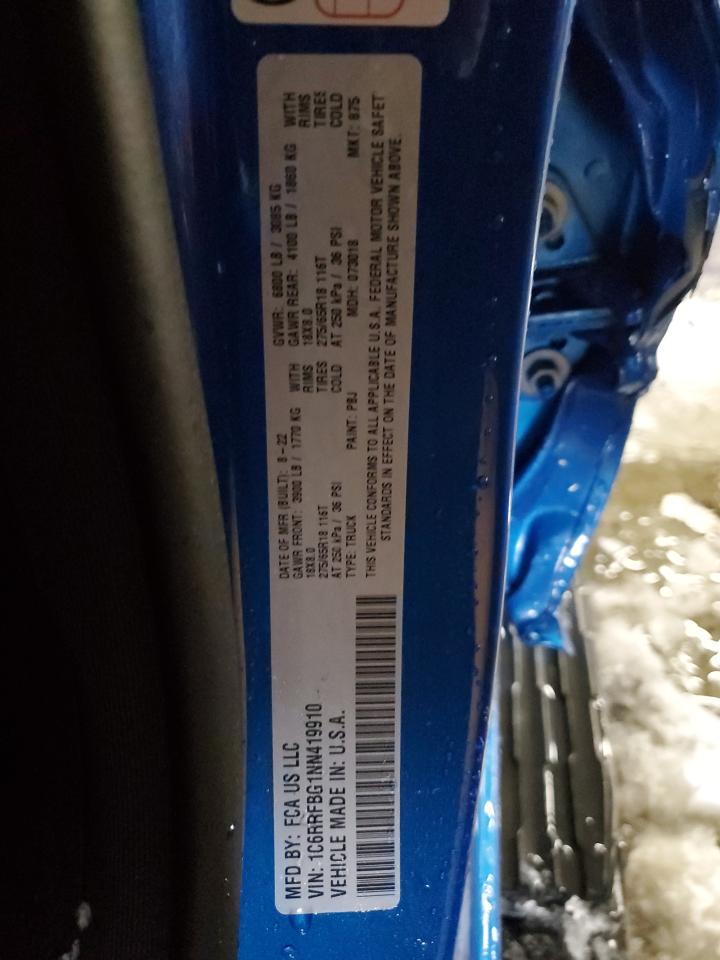 MFD BY: FCA US LLC
VIN: 1C6RRFBG1NN419910
VEHICLE MADE IN: U.S.A.
DATE OF MFR (BUILT): 8-22
GAWR FRONT: 3900 LB / 1770 KG WITH
18X8.0 RIMS
275/65R18 116T TIRES
AT 250 kPa / 36 PSI COLD
TYPE: TRUCK PAINT: PBJ
GVWR: 6800 LB / 3085 KG
GAWR REAR: 4100 LB / 1860 KG WITH
18X8.0 RIMS
275/65R18 116T TIRES
AT 250 kPa / 36 PSI COLD
MDH: 073018 MKT: 875
THIS VEHICLE CONFORMS TO ALL APPLICABLE U.S.A. FEDERAL MOTOR VEHICLE SAFET
STANDARDS IN EFFECT ON THE DATE OF MANUFACTURE SHOWN ABOVE.